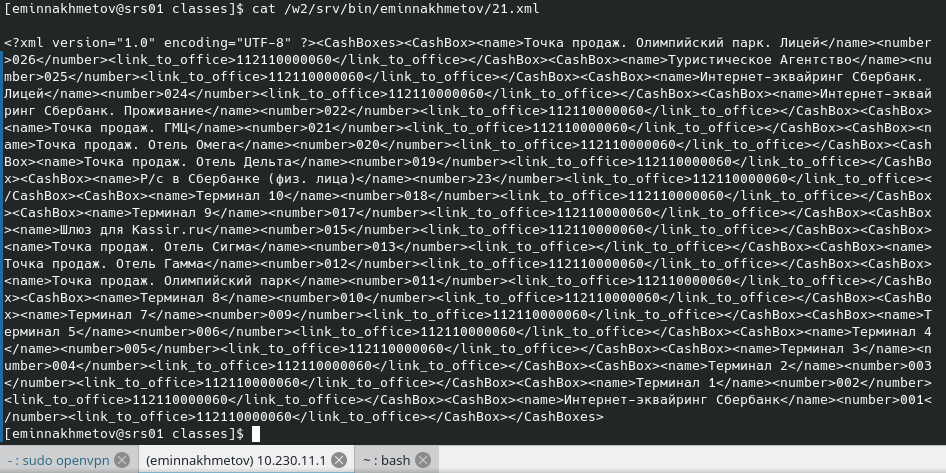 [eminnakhmetov@srs01 classes]$ cat /w2/srv/bin/eminnakhmetov/21.xml
<?xml version="1.0" encoding="UTF-8" ?><CashBoxes><CashBox><name>Точка продаж. Олимпийский парк. Лицей</name><number
>026</number><link_to_office>112110000060</link_to_office></CashBox><CashBox><name>Туристическое Агентство</name><nu
mber>025</number><link_to_office>112110000060</link_to_office></CashBox><CashBox><name>Интернет-эквайринг Сбербанк.
Лицей</name><number>024</number><link_to_office>112110000060</link_to_office></CashBox><CashBox><name>Интернет-эквай
ринг Сбербанк. Проживание</name><number>022</number><link_to_office>112110000060</link_to_office></CashBox><CashBox>
<name>Точка продаж. ГМЦ</name><number>021</number><link_to_office>112110000060</link_to_office></CashBox><CashBox><n
ame>Точка продаж. Отель Омега</name><number>020</number><link_to_office>112110000060</link_to_office></CashBox><Cash
Box><name>Точка продаж. Отель Дельта</name><number>019</number><link_to_office>112110000060</link_to_office></CashBo
x><CashBox><name>Р/с в Сбербанке (физ. лица)</name><number>23</number><link_to_office>112110000060</link_to_office><
/CashBox><CashBox><name>Терминал 10</name><number>018</number><link_to_office>112110000060</link_to_office></CashBox
><CashBox><name>Терминал 9</name><number>017</number><link_to_office>112110000060</link_to_office></CashBox><CashBox
><name>Шлюз для Kassir.ru</name><number>015</number><link_to_office>112110000060</link_to_office></CashBox><CashBox>
<name>Точка продаж. Отель Сигма</name><number>013</number><link_to_office></link_to_office></CashBox><CashBox><name>
Точка продаж. Отель Гамма</name><number>012</number><link_to_office>112110000060</link_to_office></CashBox><CashBox>
<name>Точка продаж. Олимпийский парк</name><number>011</number><link_to_office>112110000060</link_to_office></CashBo
x><CashBox><name>Терминал 8</name><number>010</number><link_to_office>112110000060</link_to_office></CashBox><CashBo
x><name>Терминал 7</name><number>009</number><link_to_office>112110000060</link_to_office></CashBox><CashBox><name>Т
ерминал 5</name><number>006</number><link_to_office>112110000060</link_to_office></CashBox><CashBox><name>Терминал 4
</name><number>005</number><link_to_office>112110000060</link_to_office></CashBox><CashBox><name>Терминал 3</name><n
umber>004</number><link_to_office>112110000060</link_to_office></CashBox><CashBox><name>Терминал 2</name><number>003
</number><link_to_office>112110000060</link_to_office></CashBox><CashBox><name>Терминал 1</name><number>002</number>
<link_to_office>112110000060</link_to_office></CashBox><CashBox><name>Интернет-эквайринг Сбербанк</name><number>001<
/number><link_to_office>112110000060</link_to_office></CashBox></CashBoxes>
[eminnakhmetov@srs01 classes]$
- : sudo openvpn (eminnakhmetov) 10.230.11.1 ~ : bash